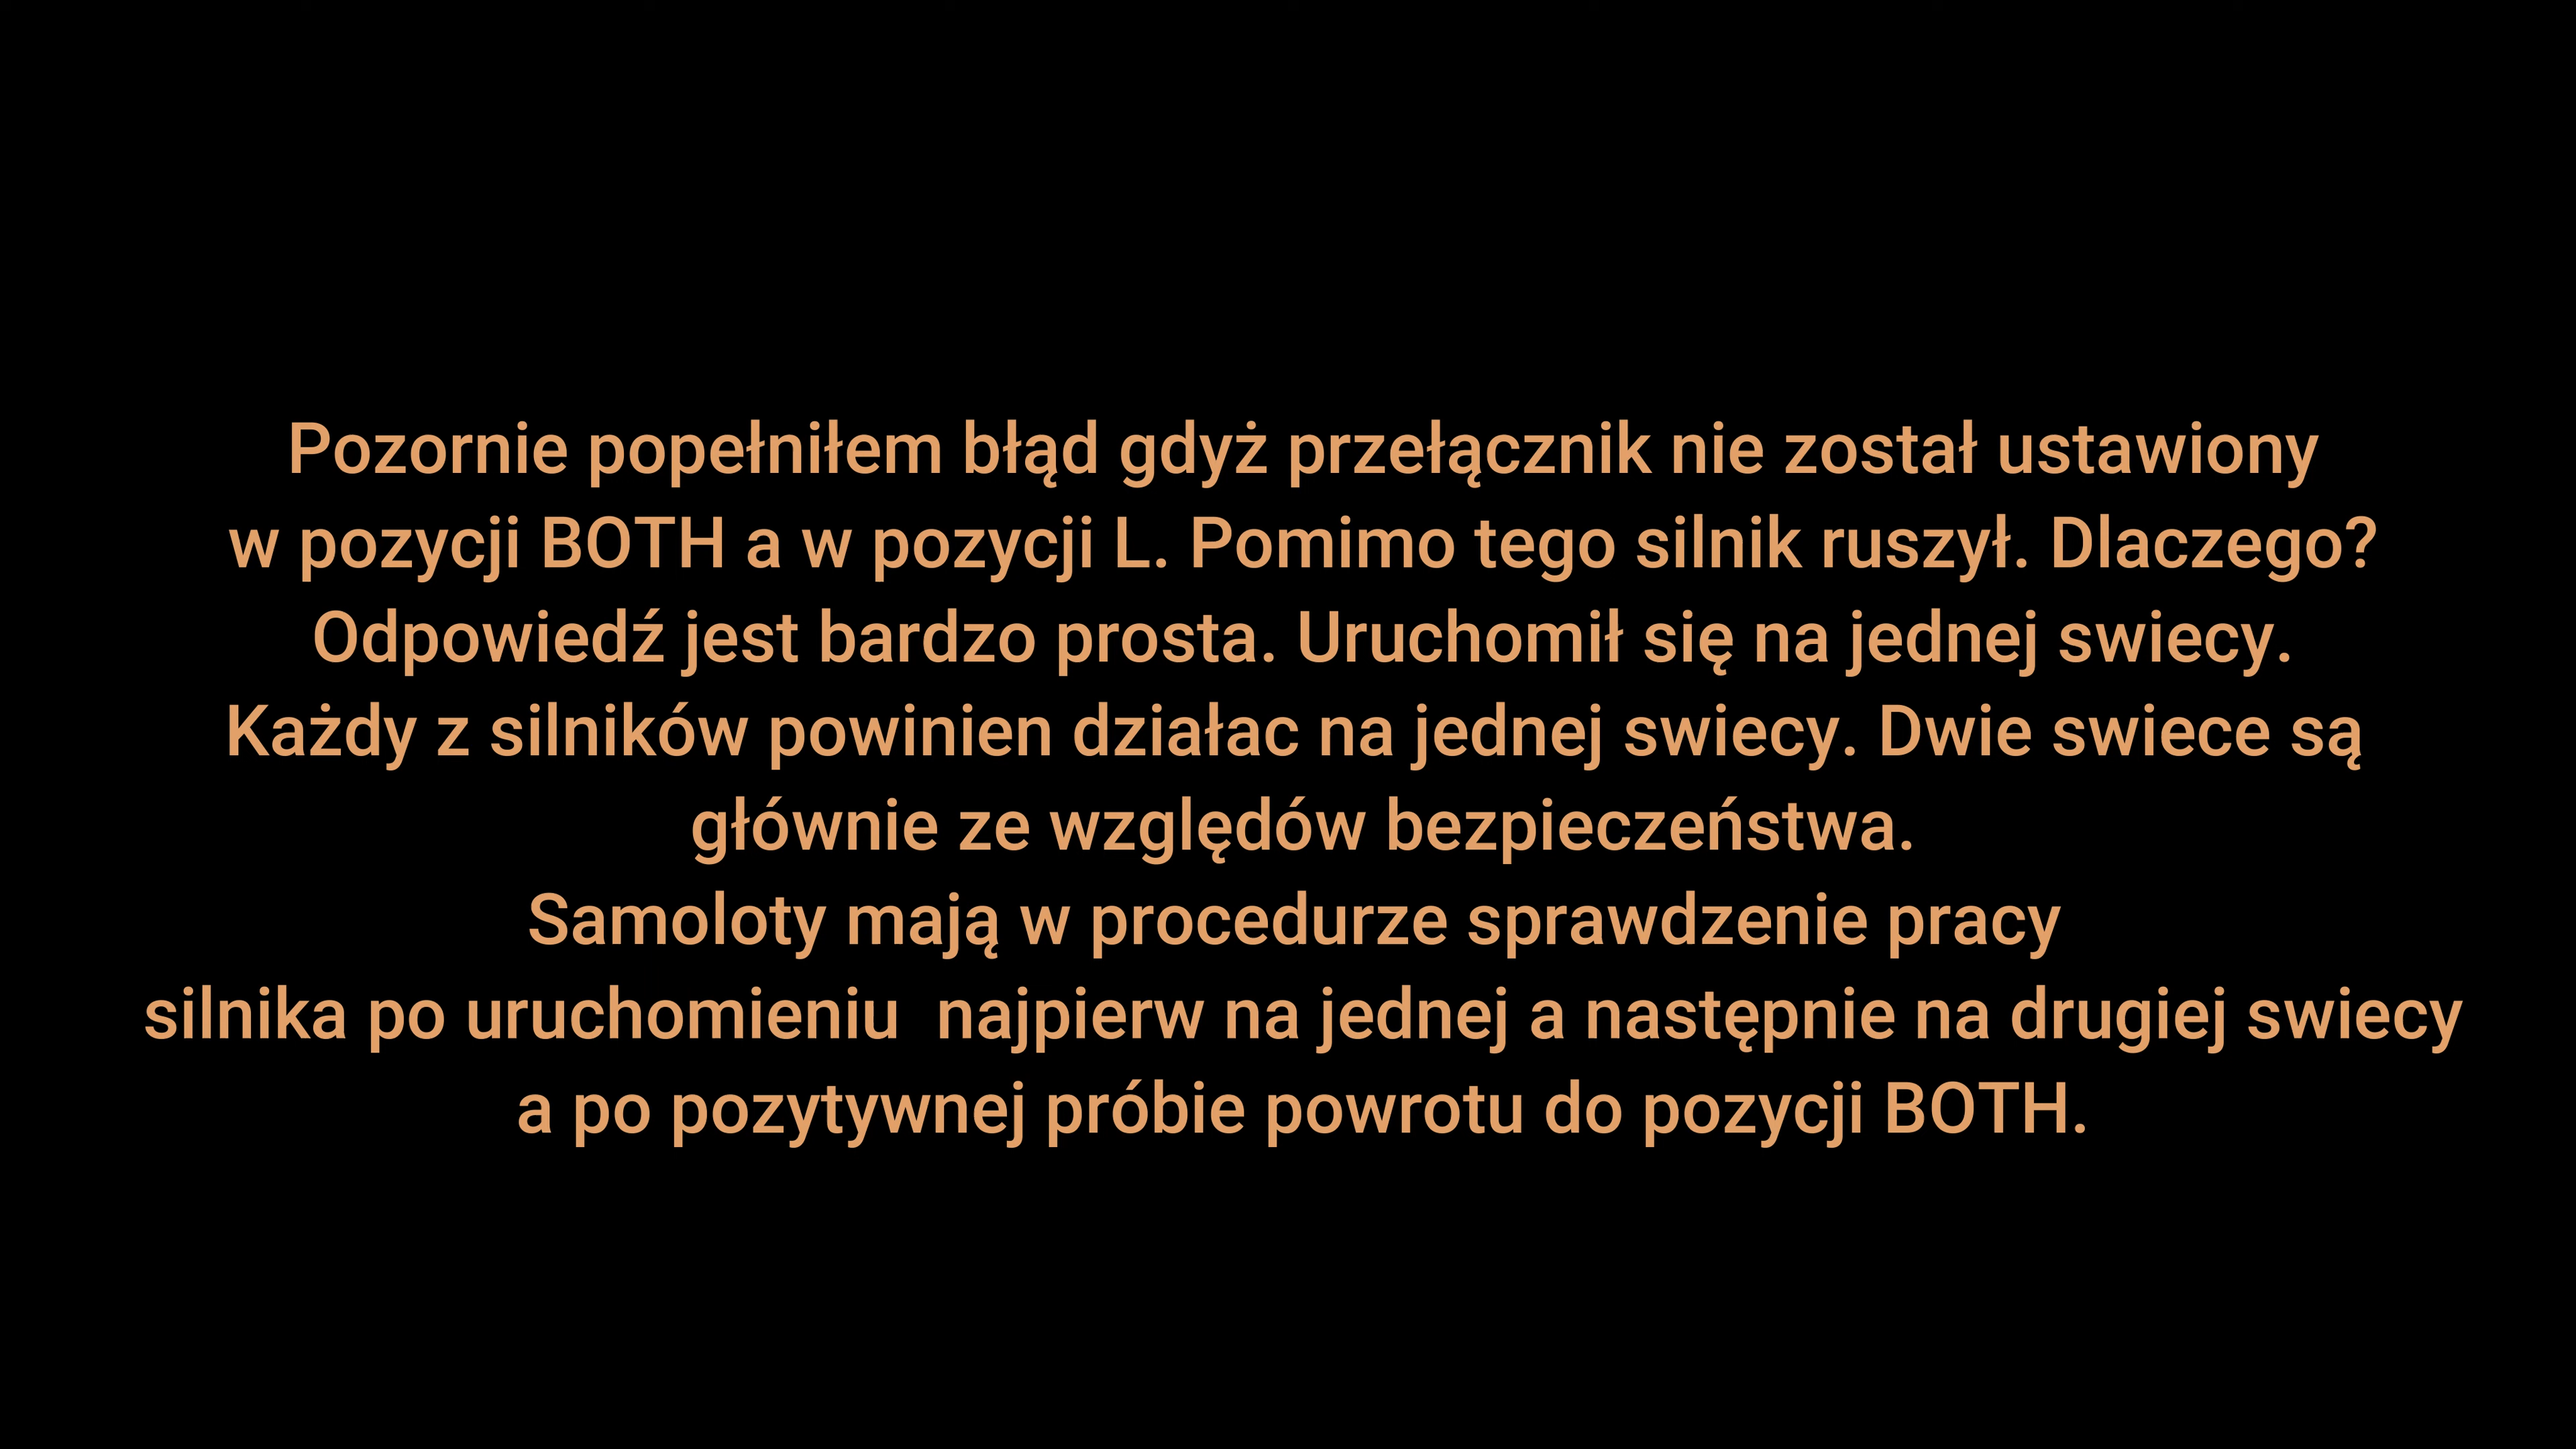 Pozornie popełniłem błąd gdyż przełącznik nie został ustawiony
w pozycji BOTH a w pozycji L. Pomimo tego silnik ruszył. Dlaczego?
Odpowiedź jest bardzo prosta. Uruchomił się na jednej swiecy.
Każdy z silników powinien działac na jednej swiecy. Dwie swiece są
głównie ze względów bezpieczeństwa.
Samoloty mają w procedurze sprawdzenie pracy
silnika po uruchomieniu  najpierw na jednej a następnie na drugiej swiecy
a po pozytywnej próbie powrotu do pozycji BOTH.